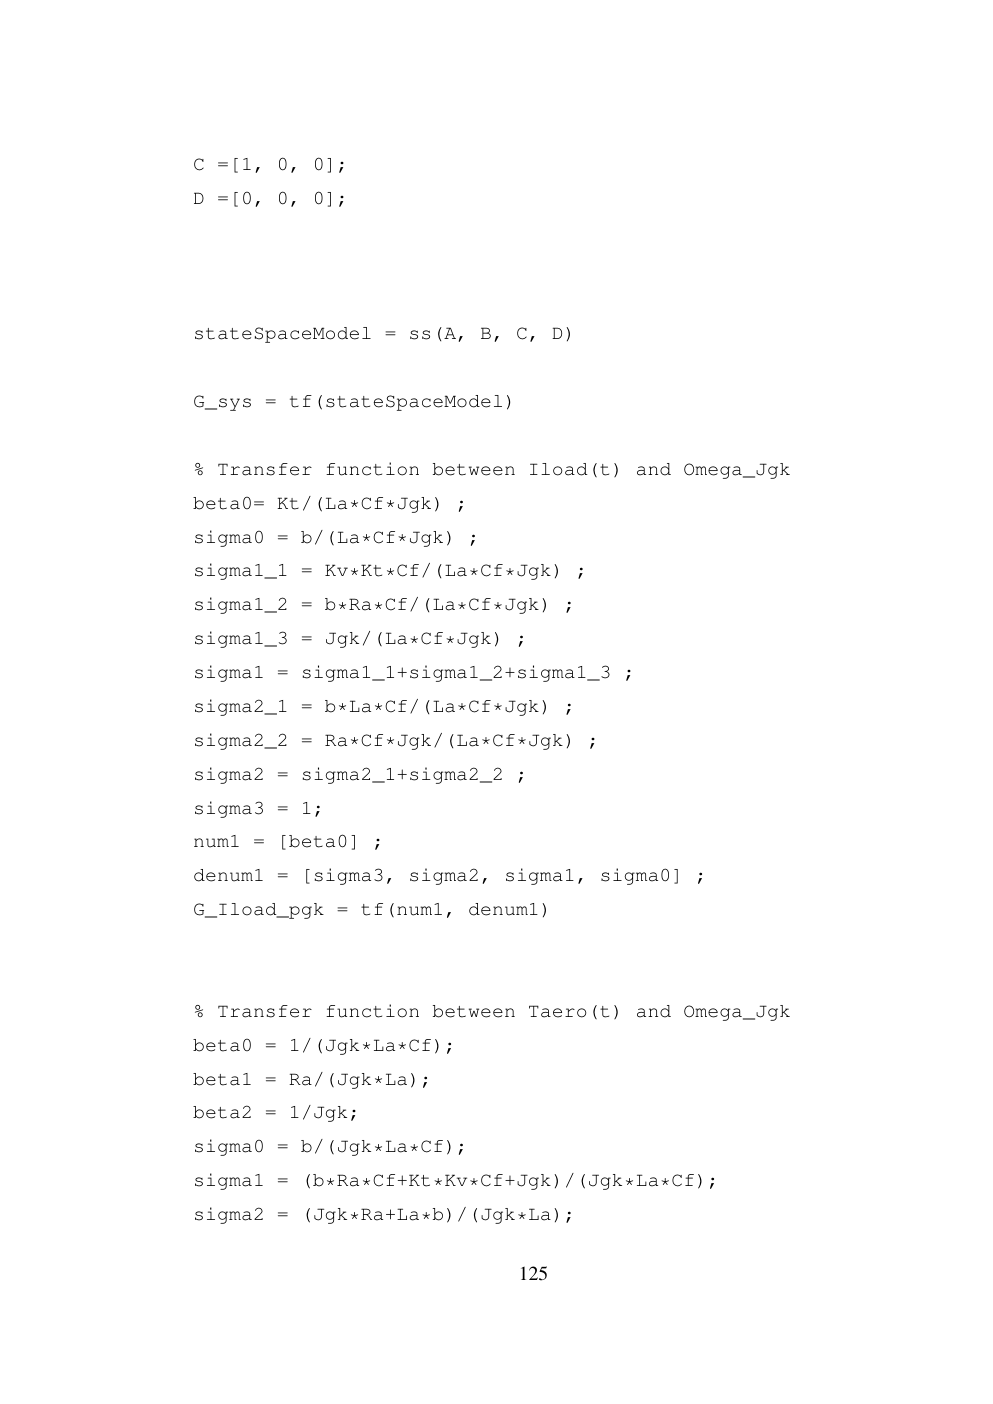 C =[1, 0, 0];
D =[0, 0, 0];
stateSpaceModel = ss(A, B, C, D)
G_sys = tf(stateSpaceModel)
% Transfer function between Iload(t) and Omega_Jgk
beta0= Kt/(La*Cf*Jgk) ;
sigma0 = b/(La*Cf*Jgk) ;
sigma1_1 = Kv*Kt*Cf/(La*Cf*Jgk) ;
sigma1_2 = b*Ra*Cf/(La*Cf*Jgk) ;
sigma1_3 = Jgk/(La*Cf*Jgk) ;
sigma1 = sigma1_1+sigma1_2+sigma1_3 ;
sigma2_1 = b*La*Cf/(La*Cf*Jgk) ;
sigma2_2 = Ra*Cf*Jgk/(La*Cf*Jgk) ;
sigma2 = sigma2_1+sigma2_2 ;
sigma3 = 1;
num1 = [beta0] ;
denum1 = [sigma3, sigma2, sigma1, sigma0] ;
G_Iload_pgk = tf(num1, denum1)
% Transfer function between Taero(t) and Omega_Jgk
beta0 = 1/(Jgk*La*Cf);
beta1 = Ra/(Jgk*La);
beta2 = 1/Jgk;
sigma0 = b/(Jgk*La*Cf);
sigma1 = (b*Ra*Cf+Kt*Kv*Cf+Jgk)/(Jgk*La*Cf);
sigma2 = (Jgk*Ra+La*b)/(Jgk*La);
125